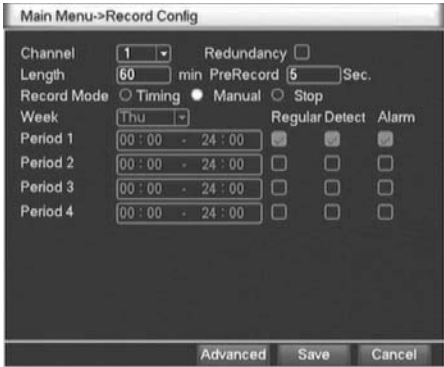 Main Menu->Record Config
Channel 1 Redundancy
Length 60 min PreRecord 5 Sec.
Record Mode Timing Manual Stop
Week Thu Regular Detect Alarm
Period 1 00 : 00 - 24 : 00
Period 2 00 : 00 - 24 : 00
Period 3 00 : 00 - 24 : 00
Period 4 00 : 00 - 24 : 00
Advanced Save Cancel